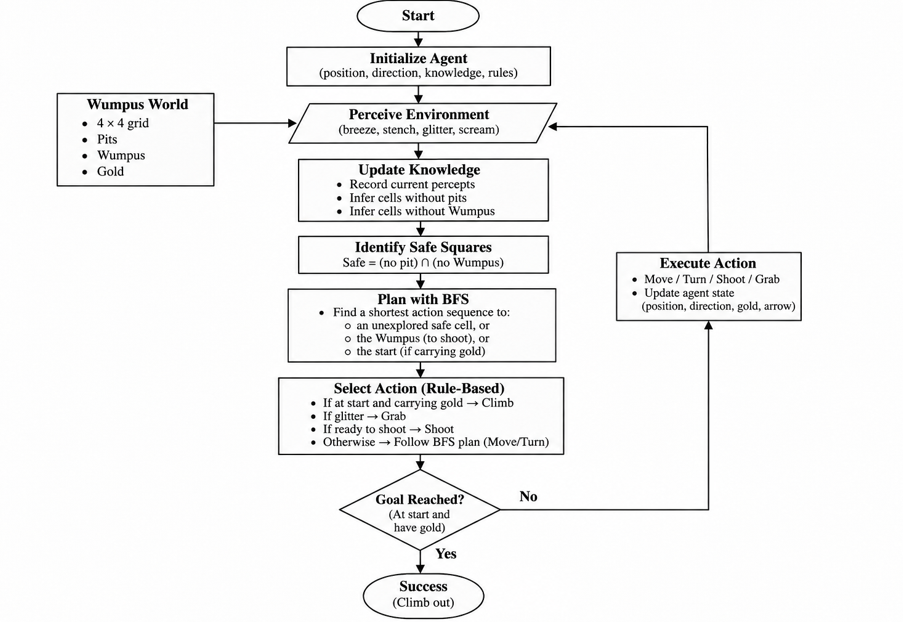 Start
Initialize Agent
(position, direction, knowledge, rules)
Wumpus World
• 4 × 4 grid
• Pits
• Wumpus
• Gold
Perceive Environment
(breeze, stench, glitter, scream)
Update Knowledge
• Record current percepts
• Infer cells without pits
• Infer cells without Wumpus
Identify Safe Squares
Safe = (no pit) ∩ (no Wumpus)
Plan with BFS
• Find a shortest action sequence to:
○ an unexplored safe cell, or
○ the Wumpus (to shoot), or
○ the start (if carrying gold)
Select Action (Rule-Based)
• If at start and carrying gold → Climb
• If glitter → Grab
• If ready to shoot → Shoot
• Otherwise → Follow BFS plan (Move/Turn)
Execute Action
• Move / Turn / Shoot / Grab
• Update agent state
(position, direction, gold, arrow)
Goal Reached?
(At start and
have gold)
No
Yes
Success
(Climb out)